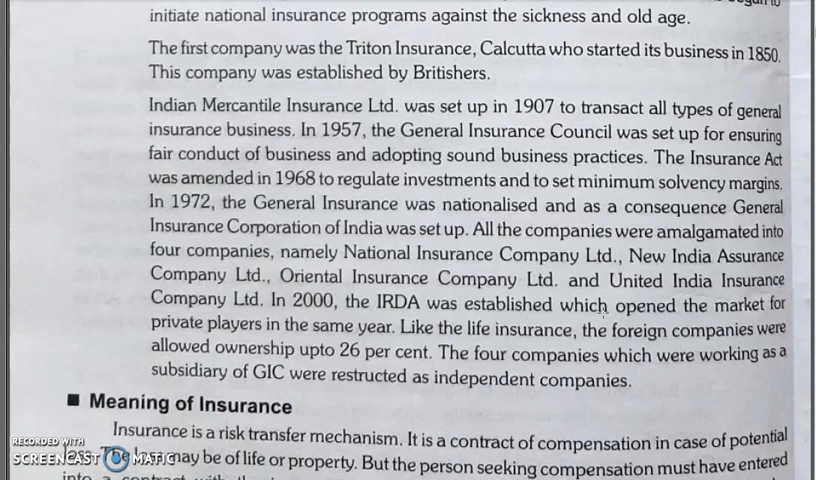 initiate national insurance programs against the sickness and old age.
The first company was the Triton Insurance, Calcutta who started its business in 1850.
This company was established by Britishers.
Indian Mercantile Insurance Ltd. was set up in 1907 to transact all types of general
insurance business. In 1957, the General Insurance Council was set up for ensuring
fair conduct of business and adopting sound business practices. The Insurance Act
was amended in 1968 to regulate investments and to set minimum solvency margins.
In 1972, the General Insurance was nationalised and as a consequence General
Insurance Corporation of India was set up. All the companies were amalgamated into
four companies, namely National Insurance Company Ltd., New India Assurance
Company Ltd., Oriental Insurance Company Ltd. and United India Insurance
Company Ltd. In 2000, the IRDA was established which opened the market for
private players in the same year. Like the life insurance, the foreign companies were
allowed ownership upto 26 per cent. The four companies which were working as a
subsidiary of GIC were restructed as independent companies.
■ Meaning of Insurance
Insurance is a risk transfer mechanism. It is a contract of compensation in case of potential
may be of life or property. But the person seeking compensation must have entered
RECORDED WITH
SCREENCAST MATIC